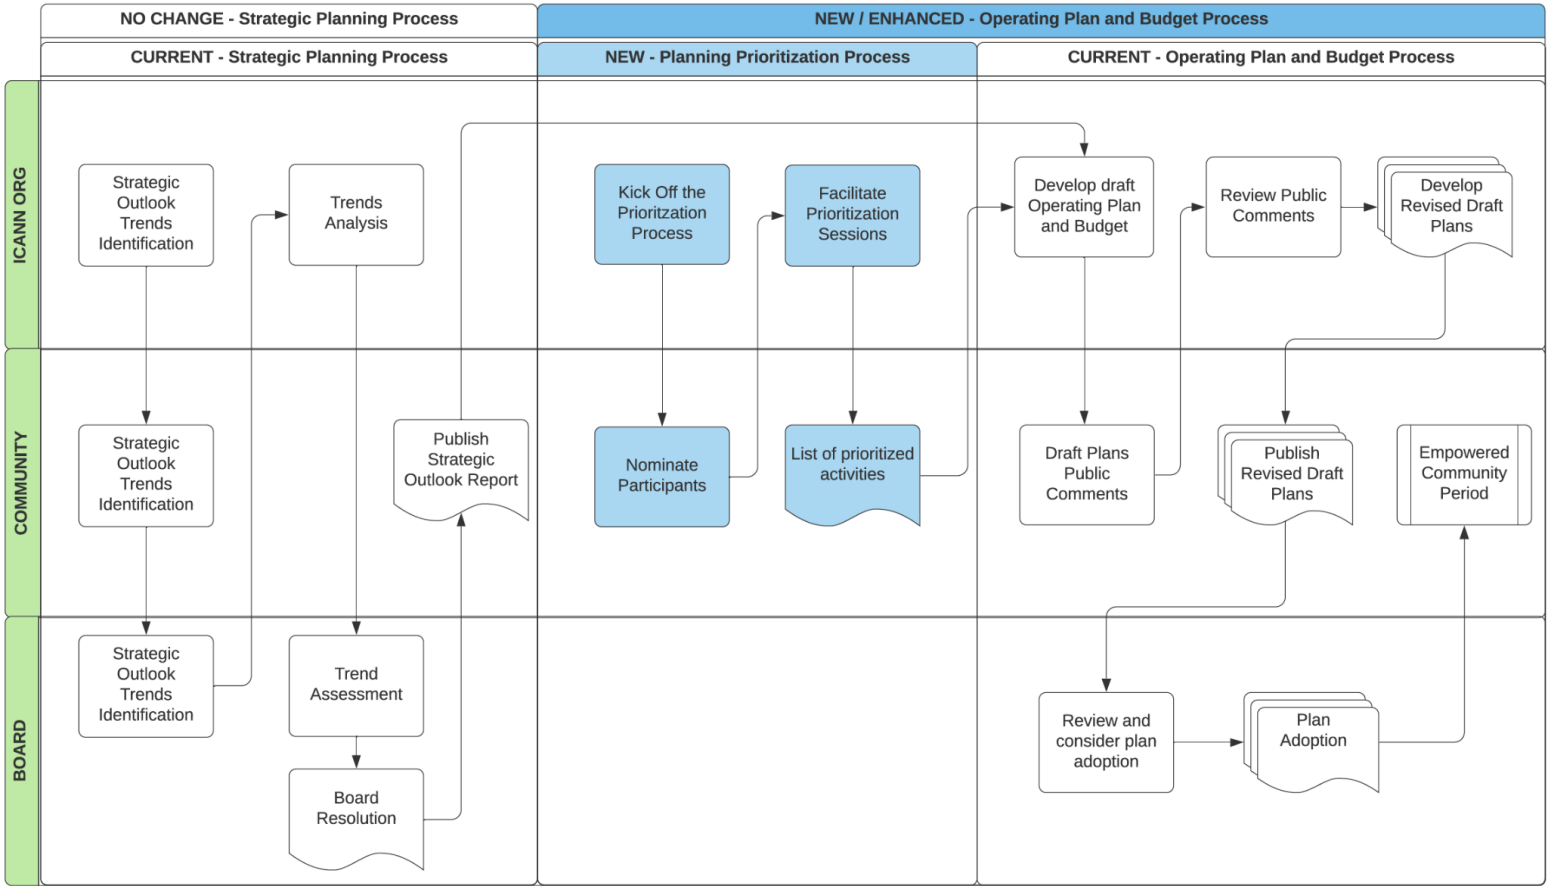 NO CHANGE - Strategic Planning Process
NEW / ENHANCED - Operating Plan and Budget Process
CURRENT - Strategic Planning Process
NEW - Planning Prioritization Process
CURRENT - Operating Plan and Budget Process
ICANN ORG
Strategic
Outlook
Trends
Identification
Trends
Analysis
Kick Off the
Prioritzation
Process
Facilitate
Prioritization
Sessions
Develop draft
Operating Plan
and Budget
Review Public
Comments
Develop
Revised Draft
Plans
COMMUNITY
Strategic
Outlook
Trends
Identification
Publish
Strategic
Outlook Report
Nominate
Participants
List of prioritized
activities
Draft Plans
Public
Comments
Publish
Revised Draft
Plans
Empowered
Community
Period
BOARD
Strategic
Outlook
Trends
Identification
Trend
Assessment
Board
Resolution
Review and
consider plan
adoption
Plan
Adoption